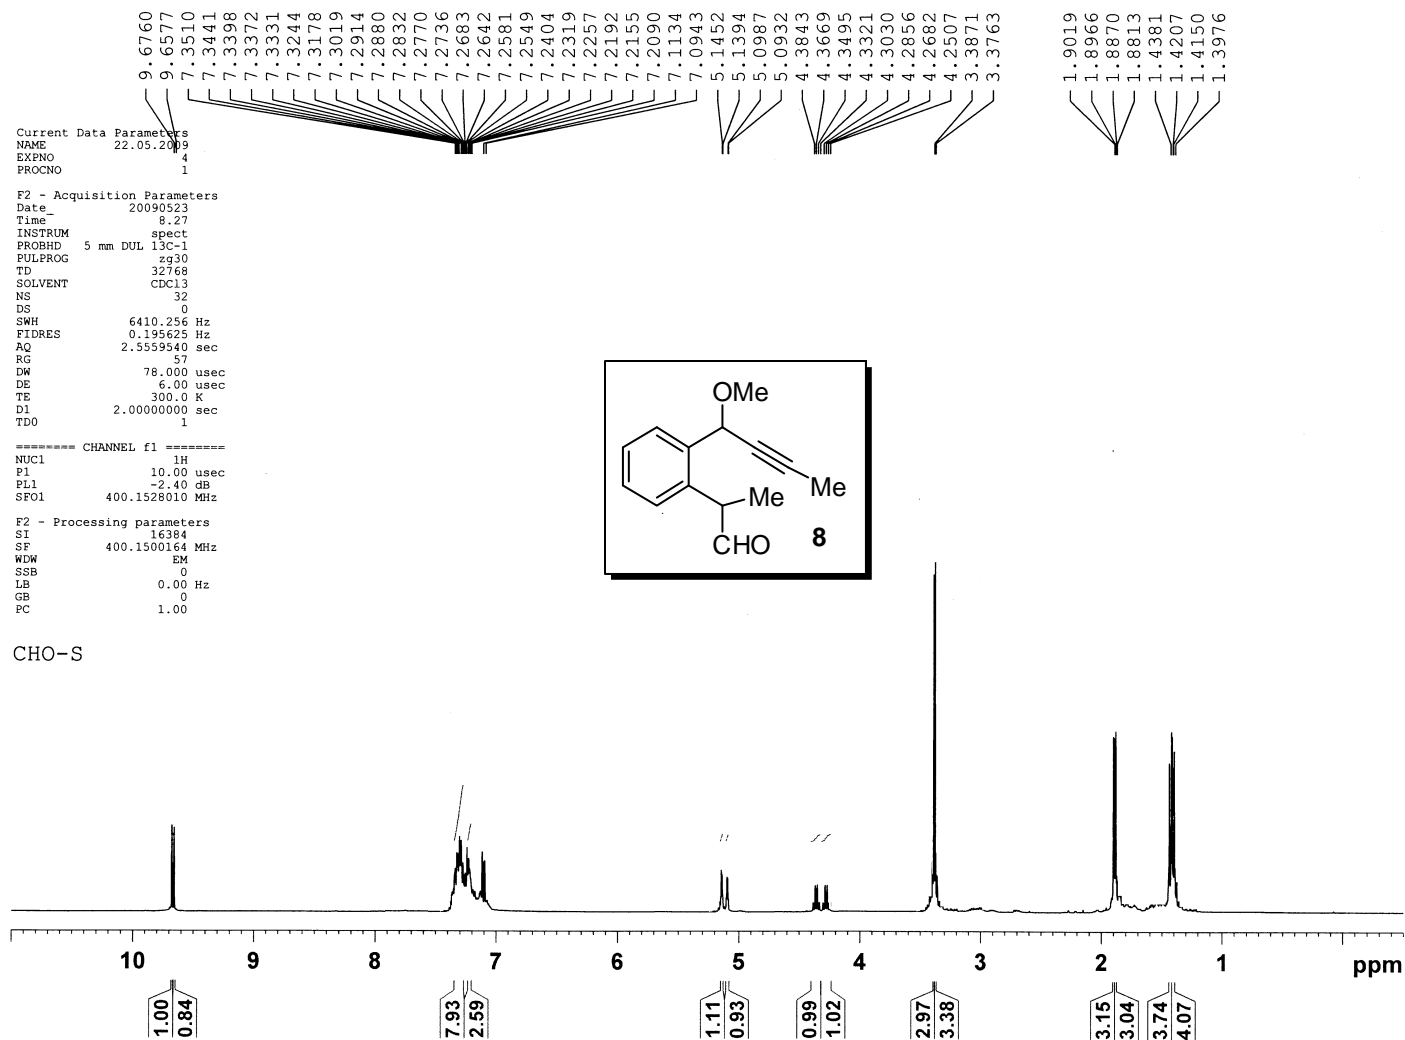 9.6760
9.6577
7.3510
7.3441
7.3398
7.3372
7.3331
7.3244
7.3178
7.3019
7.2914
7.2880
7.2832
7.2770
7.2736
7.2683
7.2642
7.2581
7.2549
7.2404
7.2319
7.2257
7.2192
7.2155
7.2090
7.1134
7.0943
5.1452
5.1394
5.0987
5.0932
4.3843
4.3669
4.3495
4.3321
4.3030
4.2856
4.2682
4.2507
3.3871
3.3763
1.9019
1.8966
1.8870
1.8813
1.4381
1.4207
1.4150
1.3976
Current Data Parameters
NAME 22.05.2009
EXPNO 4
PROCNO 1
F2 - Acquisition Parameters
Date_ 20090523
Time 8.27
INSTRUM spect
PROBHD 5 mm DUL 13C-1
PULPROG zg30
TD 32768
SOLVENT CDCl3
NS 32
DS 0
SWH 6410.256 Hz
FIDRES 0.195625 Hz
AQ 2.5559540 sec
RG 57
DW 78.000 usec
DE 6.00 usec
TE 300.0 K
D1 2.00000000 sec
TD0 1
======== CHANNEL f1 ========
NUC1 1H
P1 10.00 usec
PL1 -2.40 dB
SFO1 400.1528010 MHz
F2 - Processing parameters
SI 16384
SF 400.1500164 MHz
WDW EM
SSB 0
LB 0.00 Hz
GB 0
PC 1.00
CHO-S
OMe
Me
Me
CHO 8
10 9 8 7 6 5 4 3 2 1 ppm
1.00
0.84
7.93
2.59
1.11
0.93
0.99
1.02
2.97
3.38
3.15
3.04
3.74
4.07